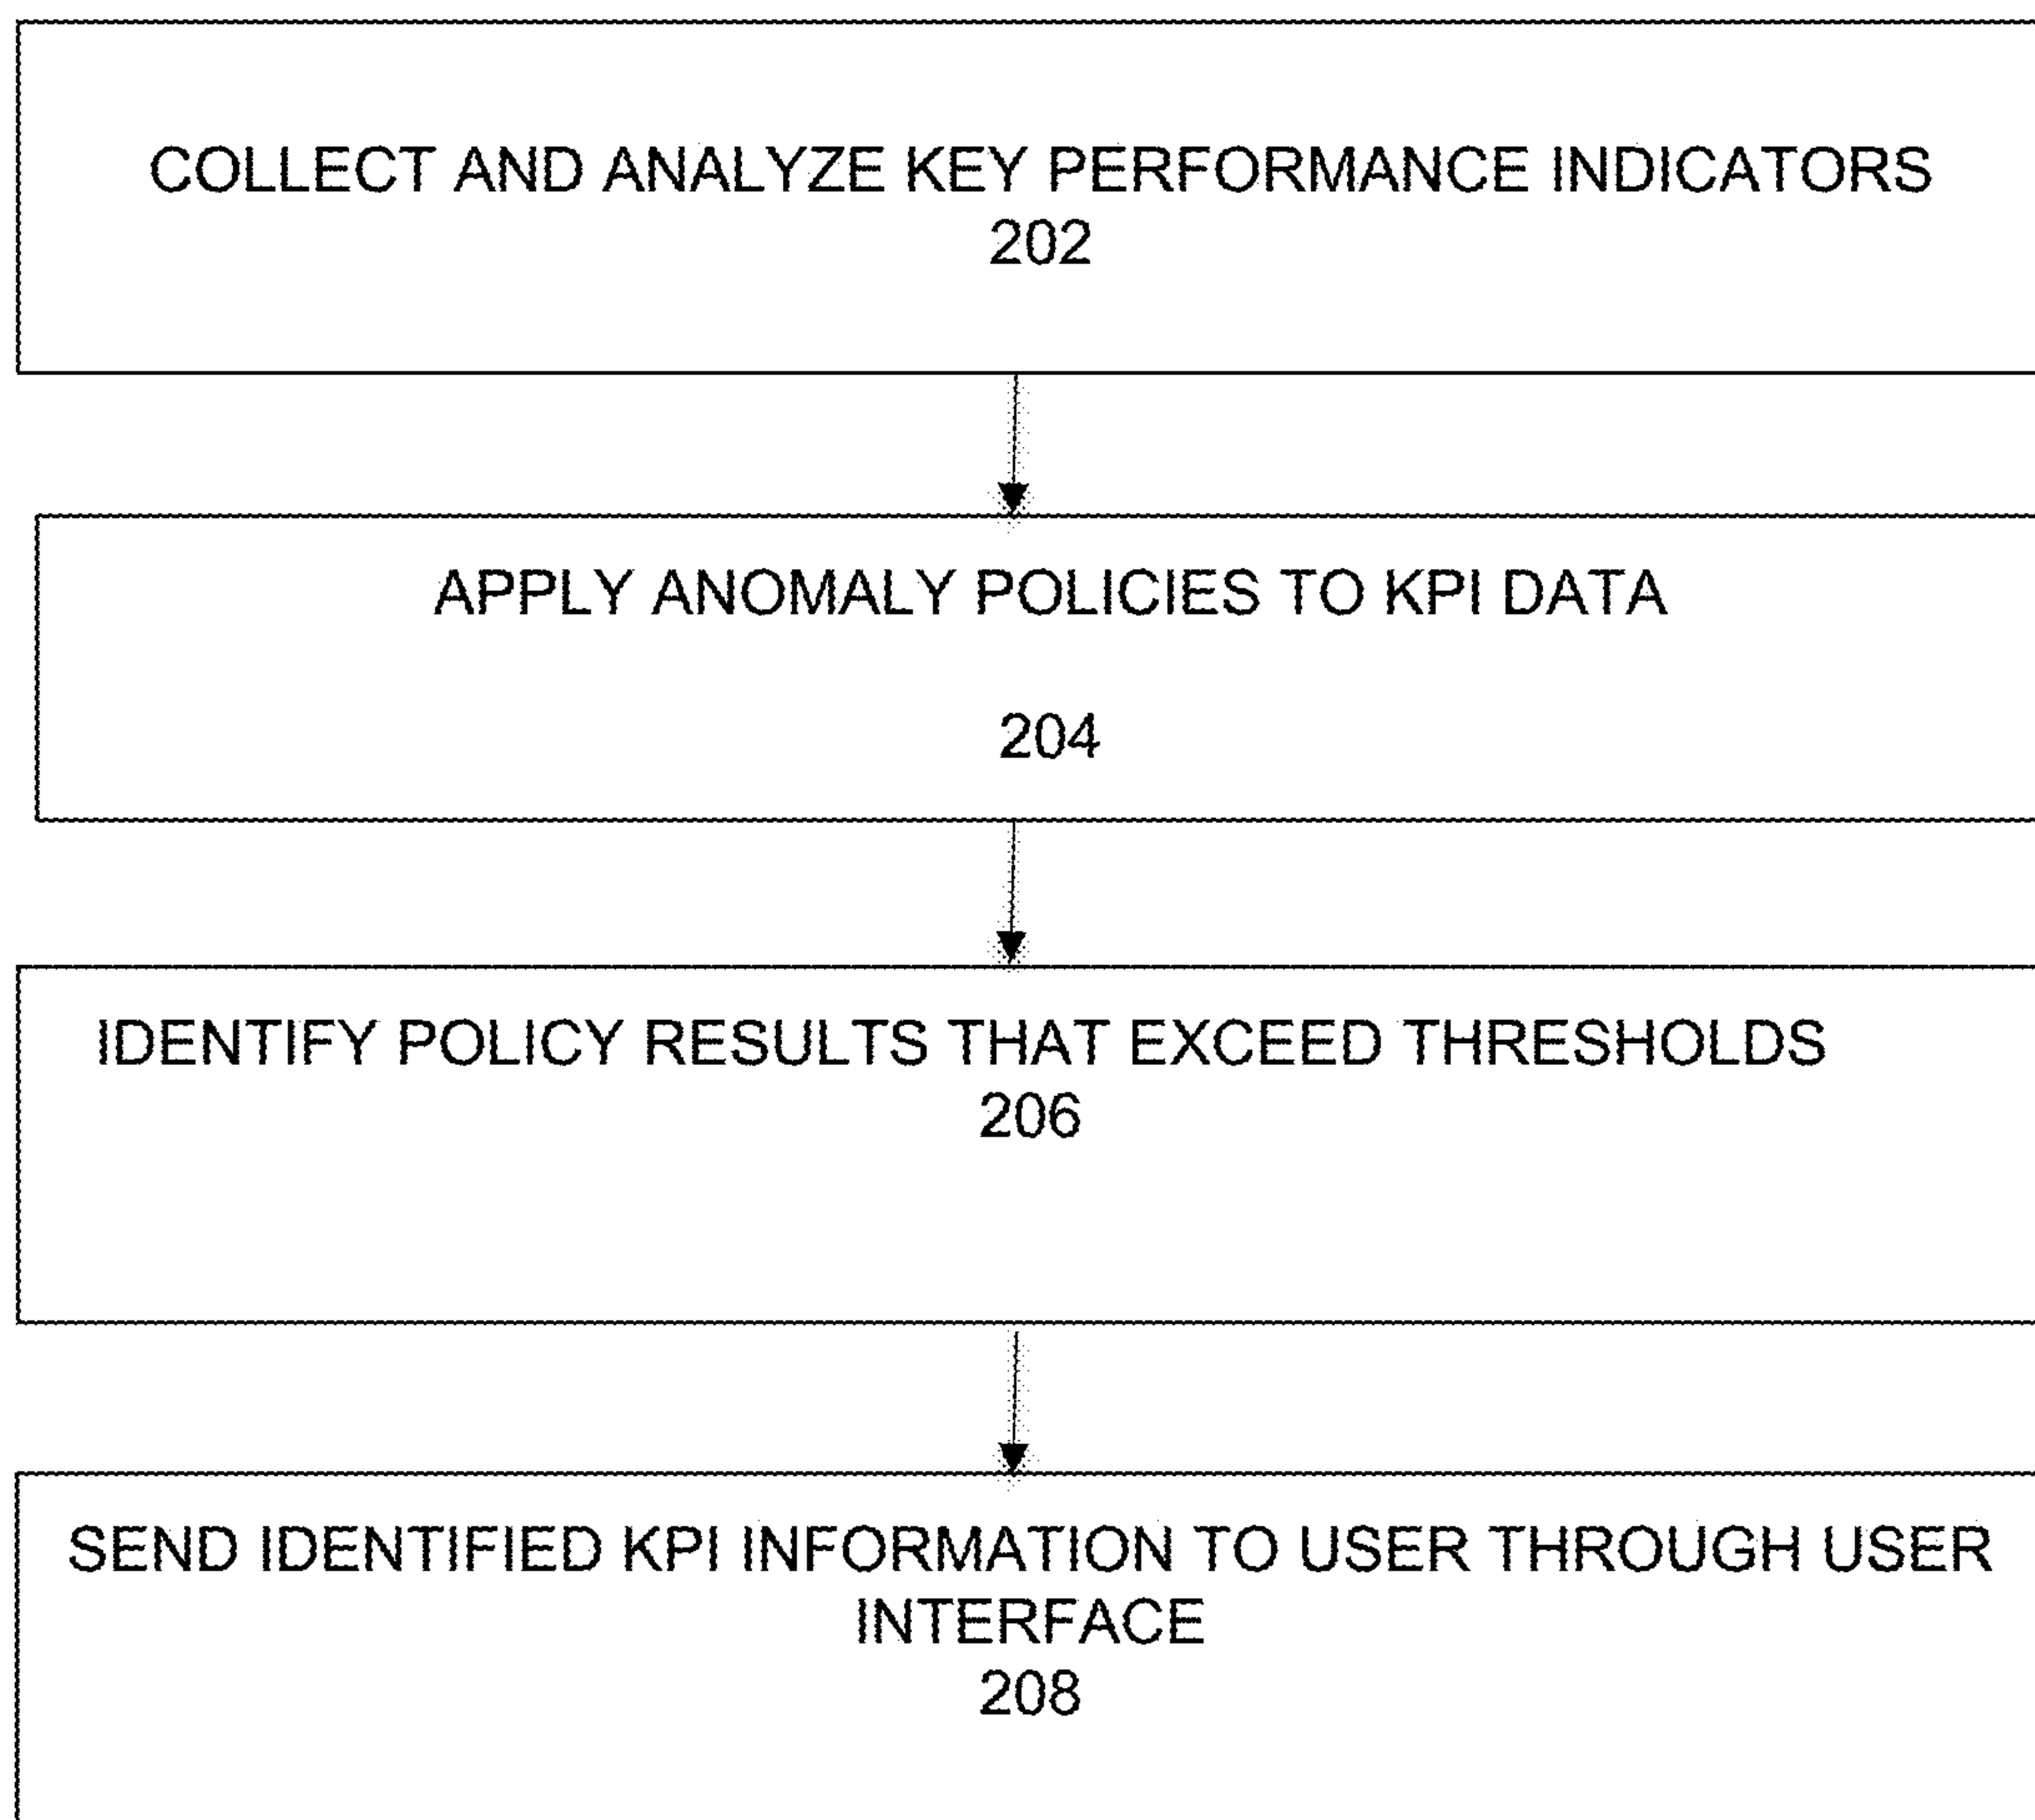 COLLECT AND ANALYZE KEY PERFORMANCE INDICATORS
202
APPLY ANOMALY POLICIES TO KPI DATA
204
IDENTIFY POLICY RESULTS THAT EXCEED THRESHOLDS
206
SEND IDENTIFIED KPI INFORMATION TO USER THROUGH USER
INTERFACE
208